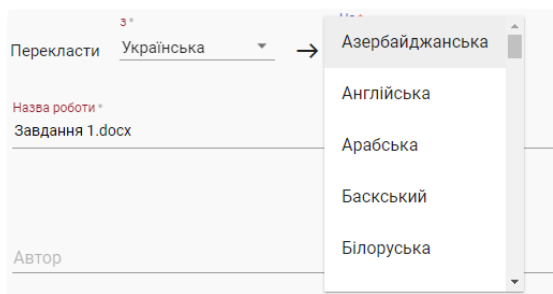 З *
Перекласти Українська →
Азербайджанська
Англійська
Арабська
Баскський
Білоруська
Назва роботи *
Завдання 1.docx
Автор